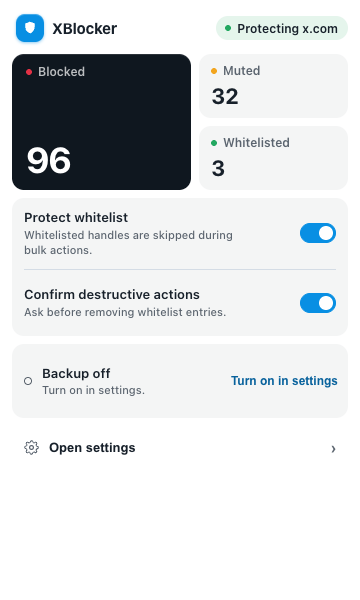 XBlocker
Protecting x.com
Blocked
96
Muted
32
Whitelisted
3
Protect whitelist
Whitelisted handles are skipped during
bulk actions.
Confirm destructive actions
Ask before removing whitelist entries.
Backup off
Turn on in settings.
Turn on in settings
Open settings